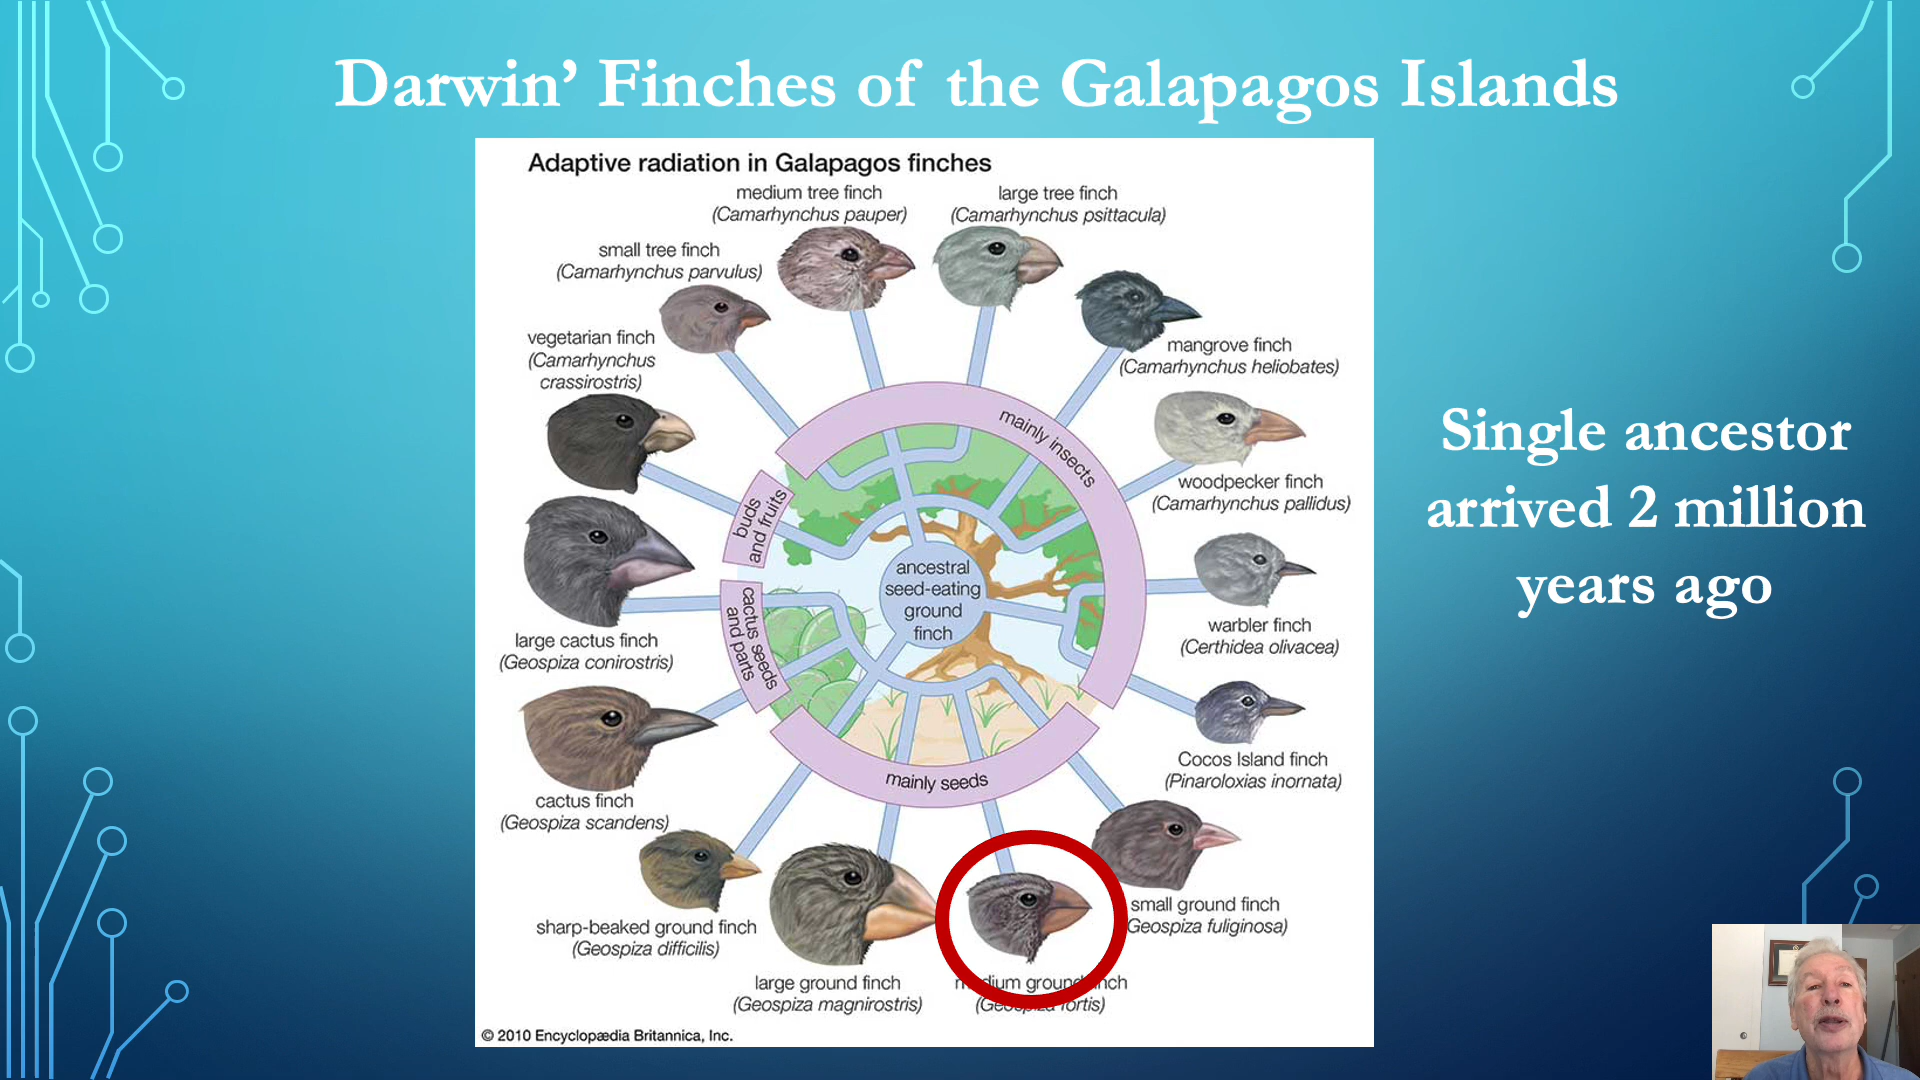 Darwin’ Finches of the Galapagos Islands
Adaptive radiation in Galapagos finches
medium tree finch
(Camarhynchus pauper)
large tree finch
(Camarhynchus psittacula)
small tree finch
(Camarhynchus parvulus)
vegetarian finch
(Camarhynchus
crassirostris)
mangrove finch
(Camarhynchus heliobates)
mainly insects
woodpecker finch
(Camarhynchus pallidus)
buds
and fruits
Single ancestor
arrived 2 million
years ago
ancestral
seed-eating
ground
finch
cactus seeds
and parts
large cactus finch
(Geospiza conirostris)
warbler finch
(Certhidea olivacea)
Cocos Island finch
(Pinaroloxias inornata)
mainly seeds
cactus finch
(Geospiza scandens)
sharp-beaked ground finch
(Geospiza difficilis)
small ground finch
Geospiza fuliginosa)
large ground finch
(Geospiza magnirostris)
medium ground finch
(Geospiza fortis)
© 2010 Encyclopædia Britannica, Inc.